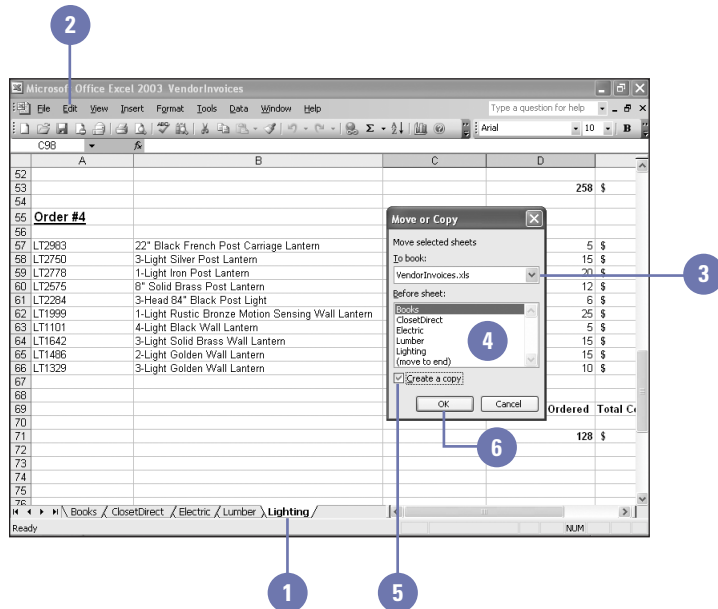 2
Microsoft Office Excel 2003 VendorInvoices
File Edit View Insert Format Tools Data Window Help
Type a question for help
Arial 10 B
C98 fx
A B C D
52
53 258 $
54
55 Order #4
56
57 LT2983 22" Black French Post Carriage Lantern 5 $
58 LT2750 3-Light Silver Post Lantern 15 $
59 LT2778 1-Light Iron Post Lantern 20 $
60 LT2575 8" Solid Brass Post Lantern 12 $
61 LT2284 3-Head 84" Black Post Light 6 $
62 LT1999 1-Light Rustic Bronze Motion Sensing Wall Lantern 25 $
63 LT1101 4-Light Black Wall Lantern 5 $
64 LT1642 3-Light Solid Brass Wall Lantern 15 $
65 LT1486 2-Light Golden Wall Lantern 15 $
66 LT1329 3-Light Golden Wall Lantern 10 $
67
68
69 Ordered Total Co
70
71 128 $
72
73
74
75
76
Move or Copy
Move selected sheets
To book:
VendorInvoices.xls
3
Before sheet:
Books
ClosetDirect
Electric
Lumber
Lighting
(move to end)
4
Create a copy
OK Cancel
6
Books ClosetDirect Electric Lumber Lighting
Ready NUM
1
5